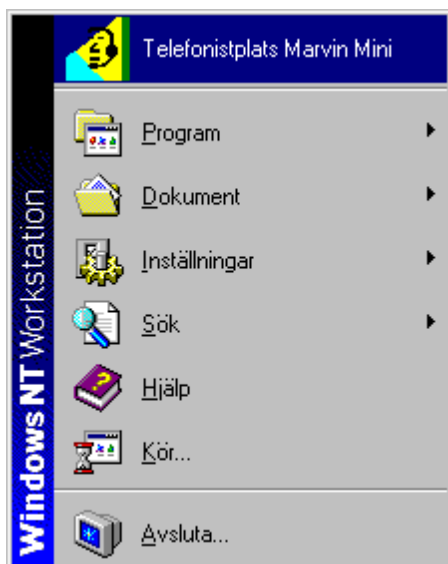 Telefonistplats Marvin Mini
Program
Dokument
Inställningar
Sök
Hjälp
Kör...
Avsluta...
Windows NT Workstation